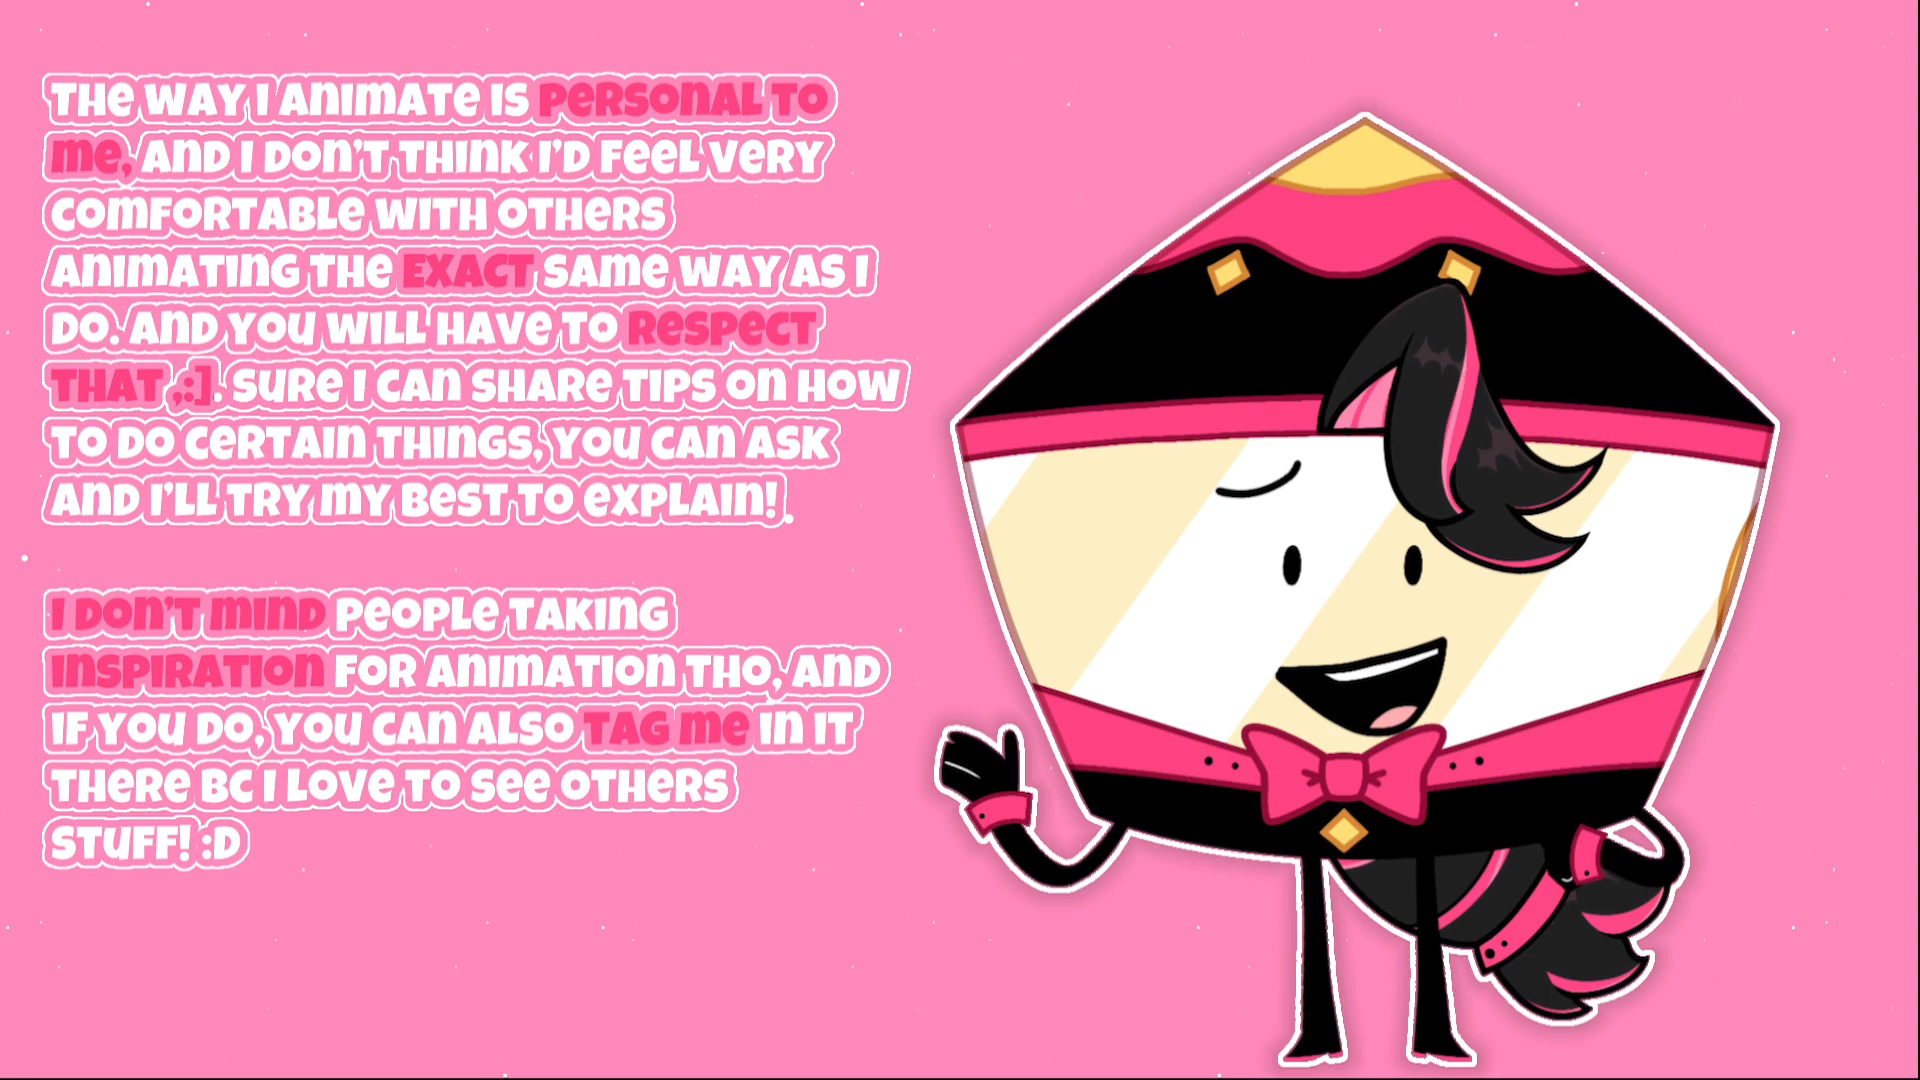 The way I animate is personal to
me, and I don't think I'd feel very
comfortable with others
animating the EXACT same way as I
do. And you will have to respect
that ,:]. Sure I can share tips on how
to do certain things, you can ask
and I'll try my best to explain! .
I don't mind people taking
inspiration for animation tho, and
if you do, you can also tag me in it
there bc I love to see others
stuff! :D